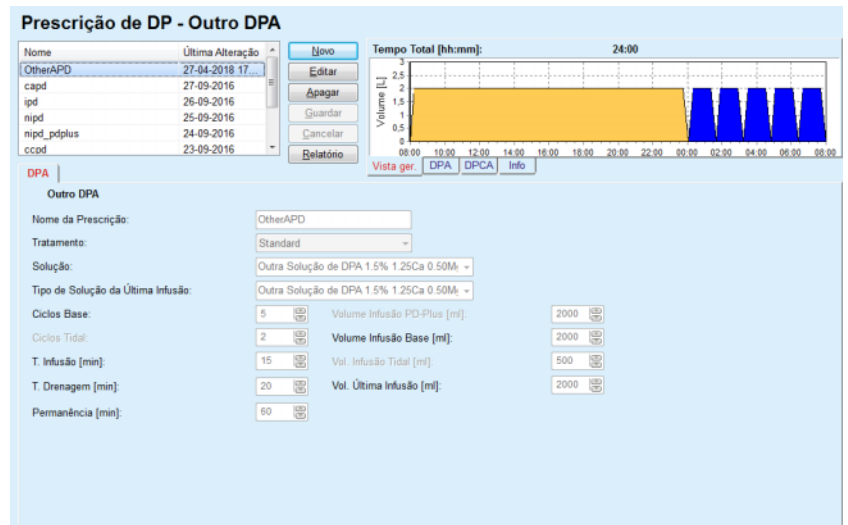 Prescrição de DP - Outro DPA
Nome Última Alteração
OtherAPD 27-04-2018 17...
capd 27-09-2016
ipd 26-09-2016
nipd 25-09-2016
nipd_pdplus 24-09-2016
ccpd 23-09-2016
Novo
Editar
Apagar
Guardar
Cancelar
Relatório
Tempo Total [hh:mm]: 24:00
Volume [L]
3
2,5
2
1,5
1
0,5
0
08:00 10:00 12:00 14:00 16:00 18:00 20:00 22:00 00:00 02:00 04:00 06:00 08:00
Vista ger. DPA DPCA Info
DPA
Outro DPA
Nome da Prescrição: OtherAPD
Tratamento: Standard
Solução: Outra Solução de DPA 1.5% 1.25Ca 0.50Mg
Tipo de Solução da Última Infusão: Outra Solução de DPA 1.5% 1.25Ca 0.50Mg
Ciclos Base: 5 Volume Infusão PD-Plus [ml]: 2000
Ciclos Tidal: 2 Volume Infusão Base [ml]: 2000
T. Infusão [min]: 15 Vol. Infusão Tidal [ml]: 500
T. Drenagem [min]: 20 Vol. Última Infusão [ml]: 2000
Permanência [min]: 60